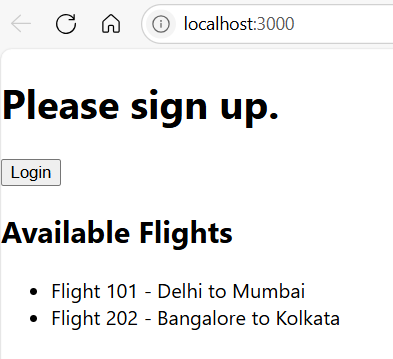 localhost:3000
Please sign up.
Login
Available Flights
Flight 101 - Delhi to Mumbai
Flight 202 - Bangalore to Kolkata